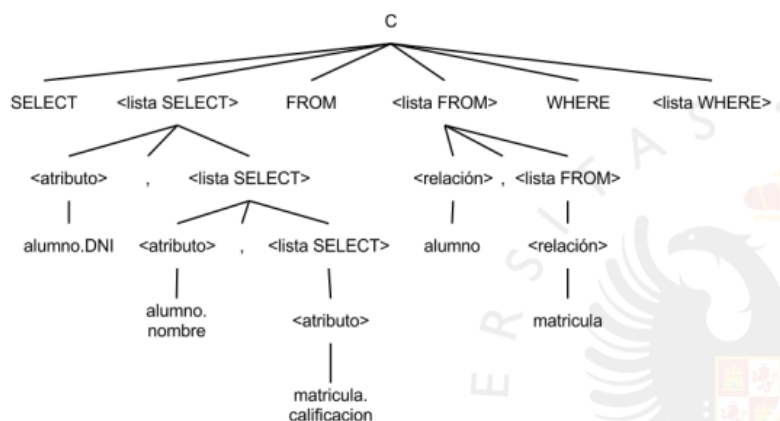 C
SELECT <lista SELECT> FROM <lista FROM> WHERE <lista WHERE>
<atributo> , <lista SELECT> <relación> , <lista FROM>
alumno.DNI <atributo> , <lista SELECT> alumno <relación>
alumno.
nombre
<atributo> matricula
matricula.
calificacion
E R S I T A S